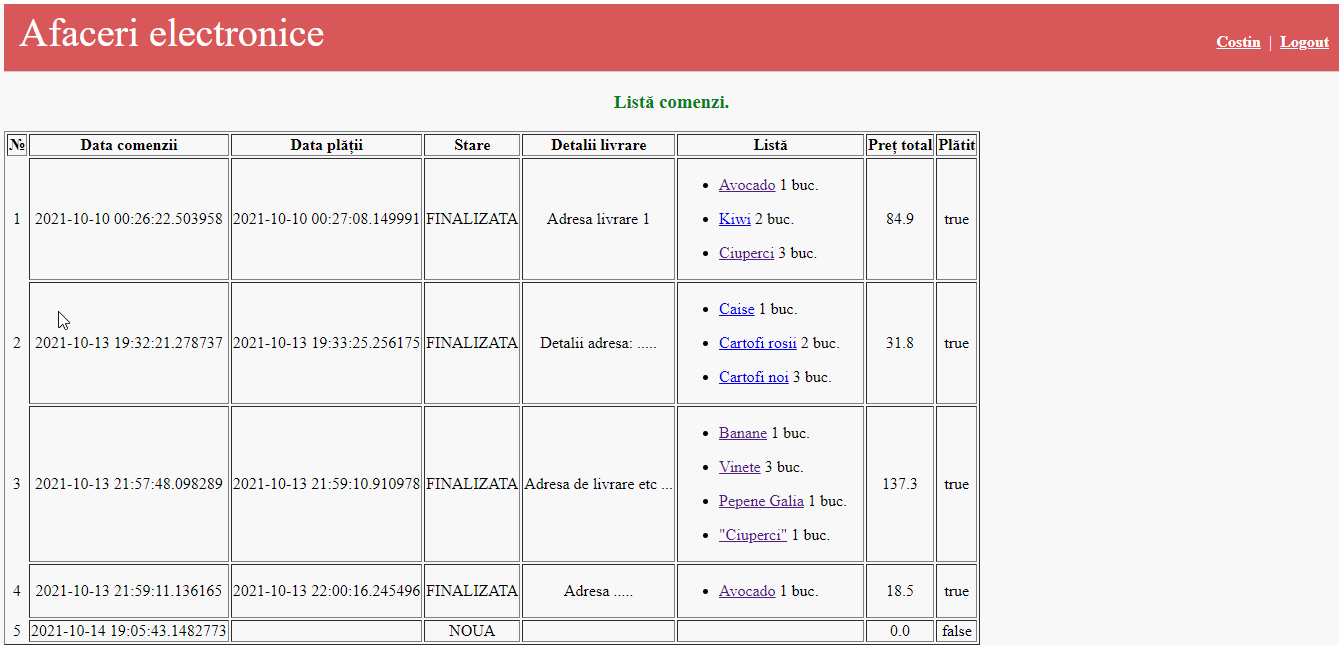 Afaceri electronice
Costin | Logout
Listă comenzi.
№ Data comenzii Data plății Stare Detalii livrare Listă Preț total Plătit
1 2021-10-10 00:26:22.503958 2021-10-10 00:27:08.149991 FINALIZATA Adresa livrare 1 84.9 true
Avocado 1 buc.
Kiwi 2 buc.
Ciuperci 3 buc.
2 2021-10-13 19:32:21.278737 2021-10-13 19:33:25.256175 FINALIZATA Detalii adresa: ..... 31.8 true
Caise 1 buc.
Cartofi rosii 2 buc.
Cartofi noi 3 buc.
3 2021-10-13 21:57:48.098289 2021-10-13 21:59:10.910978 FINALIZATA Adresa de livrare etc ... 137.3 true
Banane 1 buc.
Vinete 3 buc.
Pepene Galia 1 buc.
"Ciuperci" 1 buc.
4 2021-10-13 21:59:11.136165 2021-10-13 22:00:16.245496 FINALIZATA Adresa ..... Avocado 1 buc. 18.5 true
5 2021-10-14 19:05:43.1482773 NOUA 0.0 false